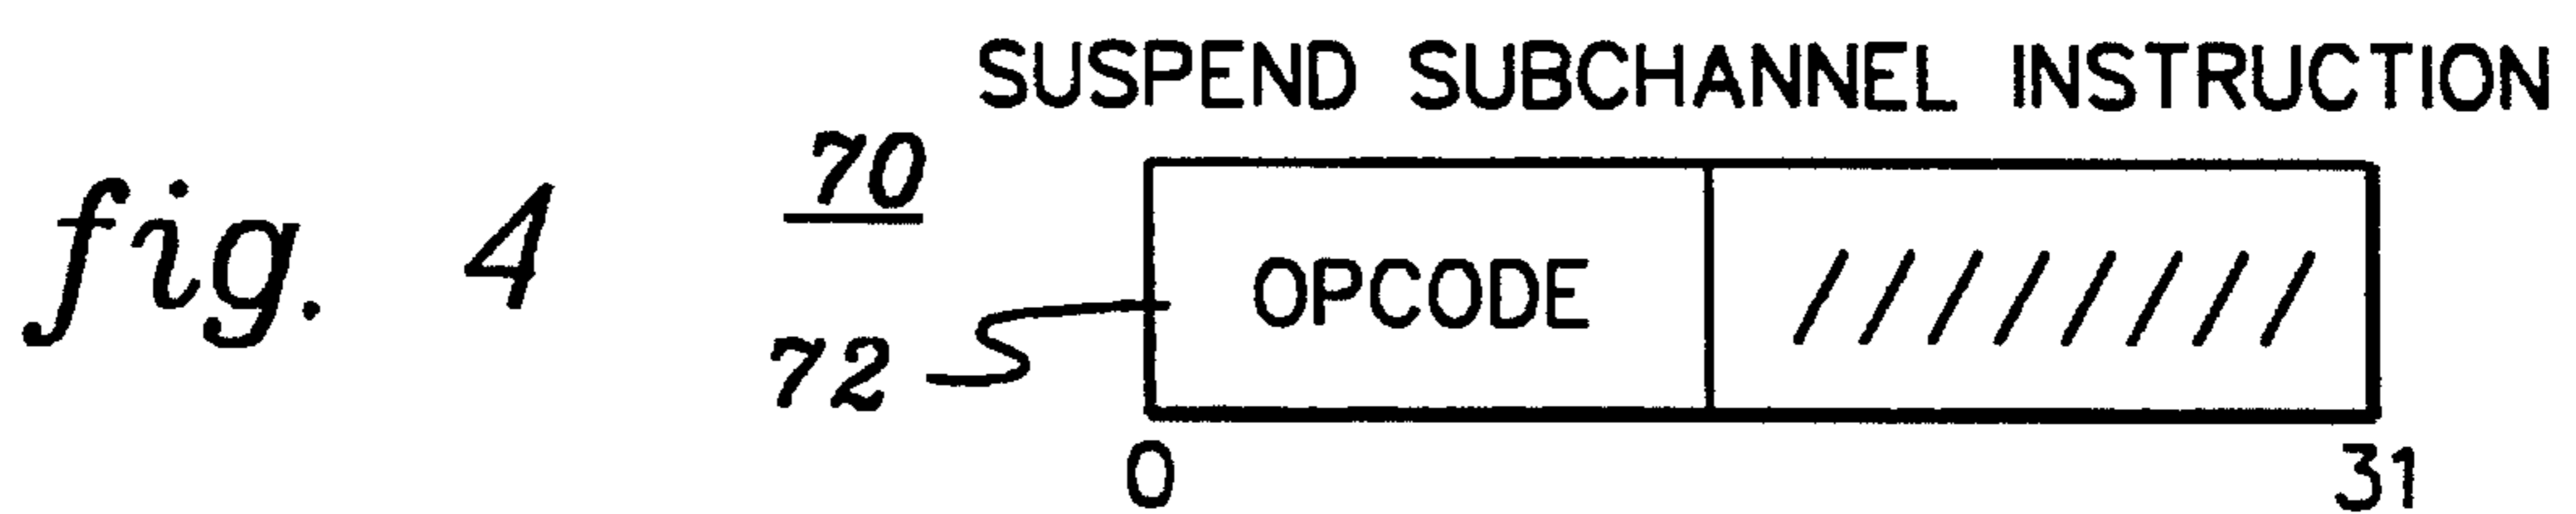 SUSPEND SUBCHANNEL INSTRUCTION
fig. 4
70
OPCODE ////////
72
0 31